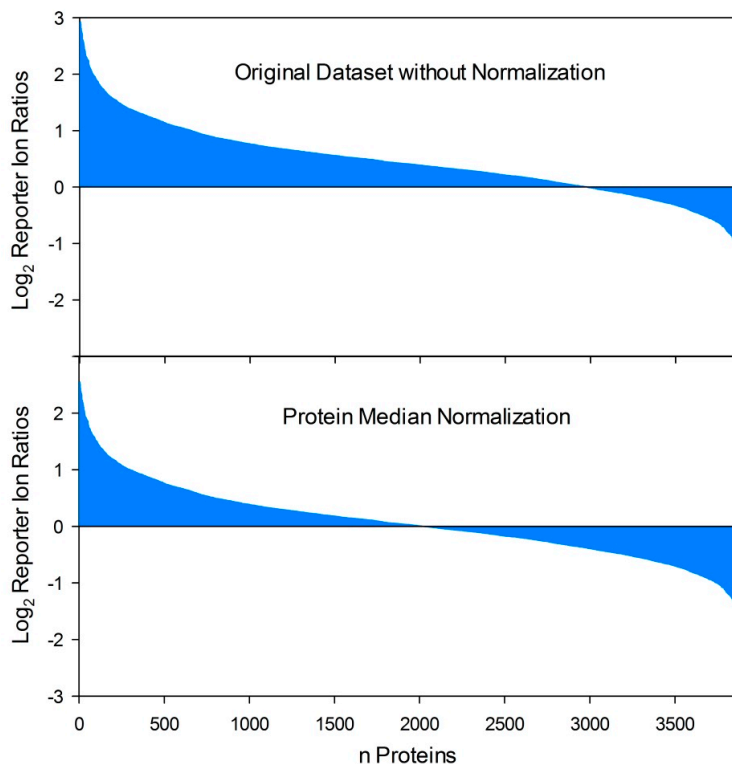 3
Original Dataset without Normalization
2
1
0
-1
-2
Log₂ Reporter Ion Ratios
Protein Median Normalization
2
1
0
-1
-2
-3
Log₂ Reporter Ion Ratios
0 500 1000 1500 2000 2500 3000 3500
n Proteins